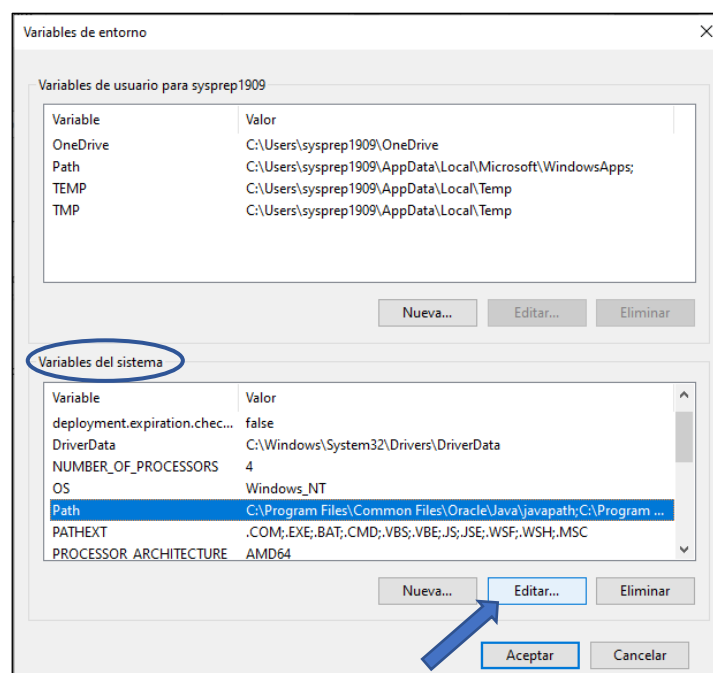 Variables de entorno
Variables de usuario para sysprep1909
Variable Valor
OneDrive C:\Users\sysprep1909\OneDrive
Path C:\Users\sysprep1909\AppData\Local\Microsoft\WindowsApps;
TEMP C:\Users\sysprep1909\AppData\Local\Temp
TMP C:\Users\sysprep1909\AppData\Local\Temp
Nueva... Editar... Eliminar
Variables del sistema
Variable Valor
deployment.expiration.chec... false
DriverData C:\Windows\System32\Drivers\DriverData
NUMBER_OF_PROCESSORS 4
OS Windows_NT
Path C:\Program Files\Common Files\Oracle\Java\javapath;C:\Program ...
PATHEXT .COM;.EXE;.BAT;.CMD;.VBS;.VBE;.JS;.JSE;.WSF;.WSH;.MSC
PROCESSOR_ARCHITECTURE AMD64
Nueva... Editar... Eliminar
Aceptar Cancelar